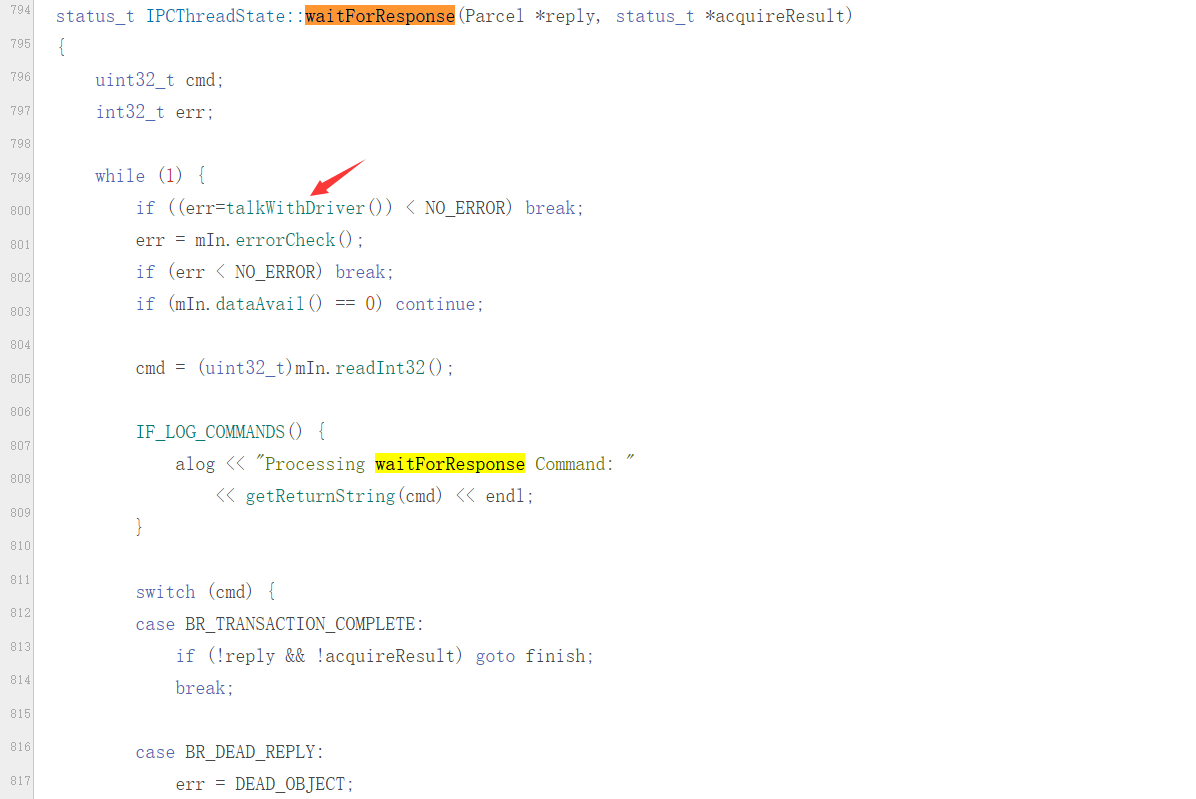 794 status_t IPCThreadState::waitForResponse(Parcel *reply, status_t *acquireResult)
795 {
796 uint32_t cmd;
797 int32_t err;
798
799 while (1) {
800 if ((err=talkWithDriver()) < NO_ERROR) break;
801 err = mIn.errorCheck();
802 if (err < NO_ERROR) break;
803 if (mIn.dataAvail() == 0) continue;
804
805 cmd = (uint32_t)mIn.readInt32();
806
807 IF_LOG_COMMANDS() {
808 alog << "Processing waitForResponse Command: "
809 << getReturnString(cmd) << endl;
810 }
811
812 switch (cmd) {
813 case BR_TRANSACTION_COMPLETE:
814 if (!reply && !acquireResult) goto finish;
815 break;
816
817 case BR_DEAD_REPLY:
err = DEAD_OBJECT;